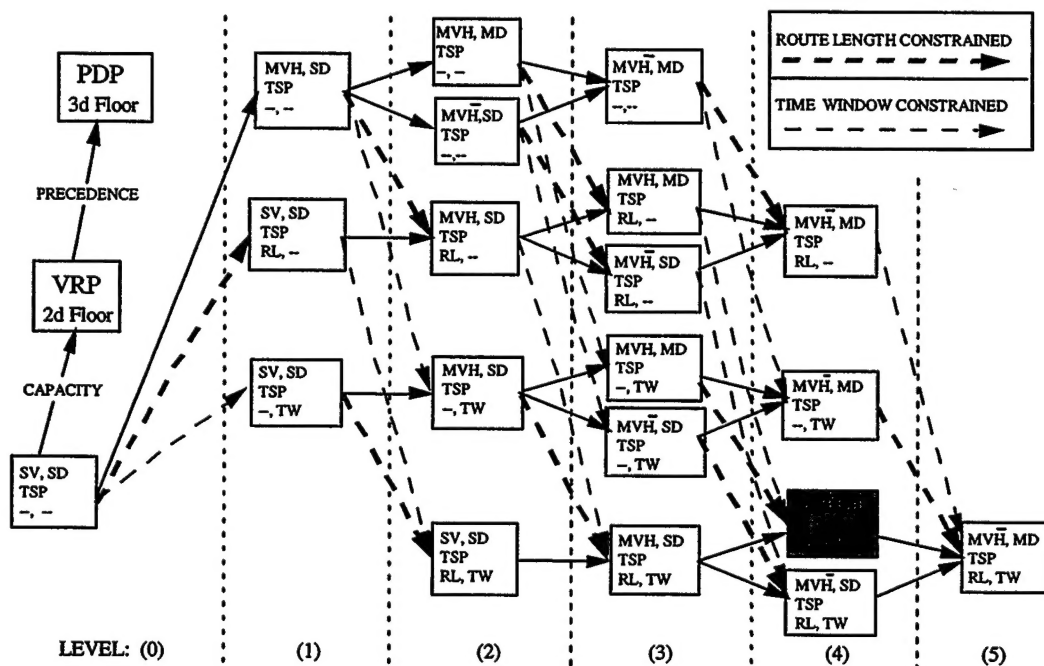 PDP
3d Floor
PRECEDENCE
VRP
2d Floor
CAPACITY
SV, SD
TSP
–, --
MVH, SD
TSP
–, --
SV, SD
TSP
RL, --
SV, SD
TSP
–, TW
MVH, MD
TSP
–, --
MVH̅, SD
TSP
–,--
MVH, SD
TSP
RL, --
MVH, SD
TSP
–, TW
SV, SD
TSP
RL, TW
MVH̅, MD
TSP
–,--
MVH, MD
TSP
RL, --
MVH̅, SD
TSP
RL, --
MVH, MD
TSP
–, TW
MVH̅, SD
TSP
–, TW
MVH, SD
TSP
RL, TW
ROUTE LENGTH CONSTRAINED
TIME WINDOW CONSTRAINED
MVH̅, MD
TSP
RL, --
MVH̅, MD
TSP
–, TW
MVH̅, SD
TSP
RL, TW
MVH̅, MD
TSP
RL, TW
LEVEL: (0) (1) (2) (3) (4) (5)